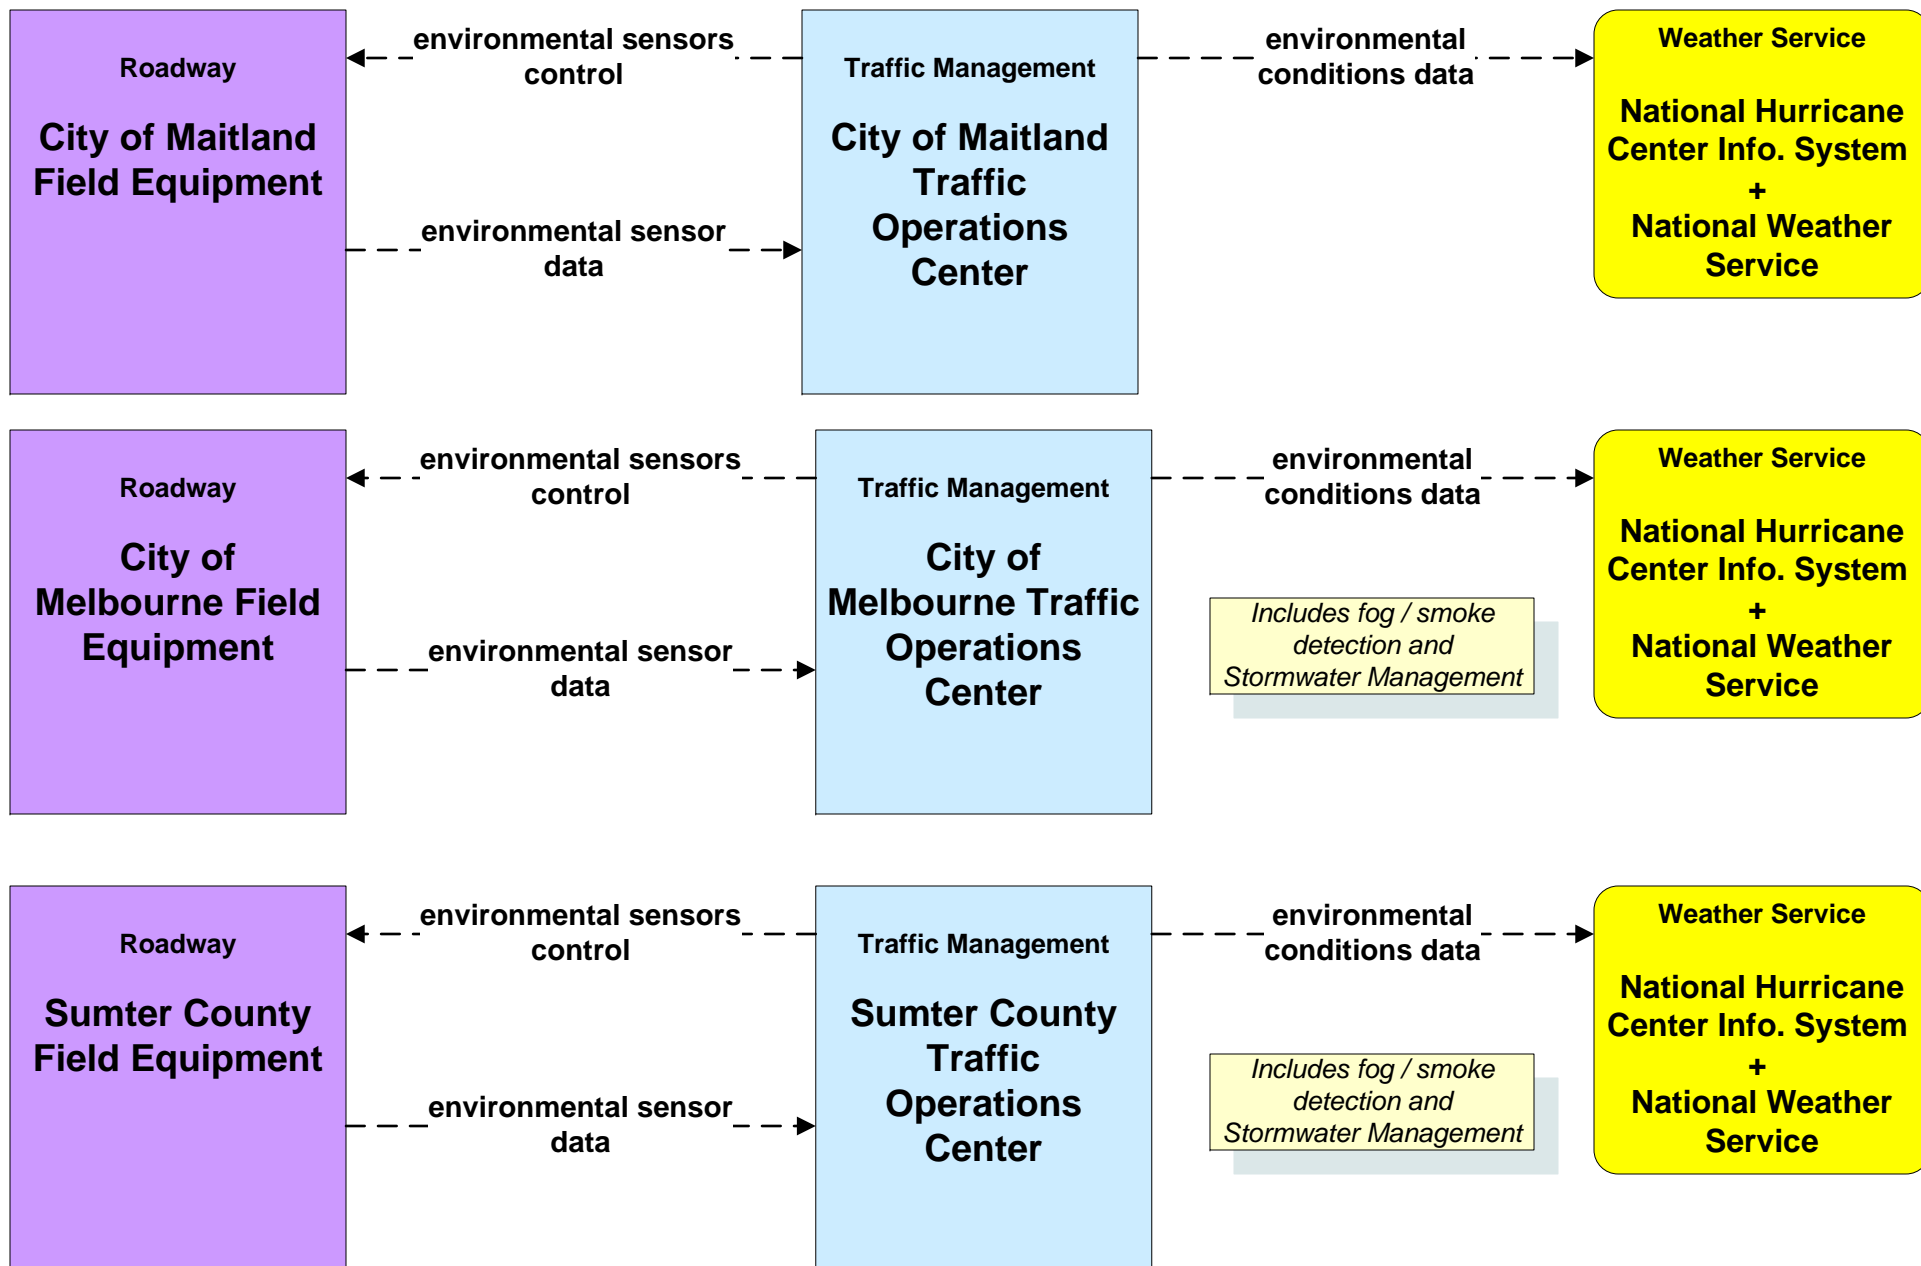 Roadway
City of Maitland
Field Equipment
environmental sensors
control
environmental sensor
data
Traffic Management
City of Maitland
Traffic
Operations
Center
environmental
conditions data
Weather Service
National Hurricane
Center Info. System
+
National Weather
Service
Roadway
City of
Melbourne Field
Equipment
environmental sensors
control
environmental sensor
data
Traffic Management
City of
Melbourne Traffic
Operations
Center
environmental
conditions data
Includes fog / smoke
detection and
Stormwater Management
Weather Service
National Hurricane
Center Info. System
+
National Weather
Service
Roadway
Sumter County
Field Equipment
environmental sensors
control
environmental sensor
data
Traffic Management
Sumter County
Traffic
Operations
Center
environmental
conditions data
Includes fog / smoke
detection and
Stormwater Management
Weather Service
National Hurricane
Center Info. System
+
National Weather
Service